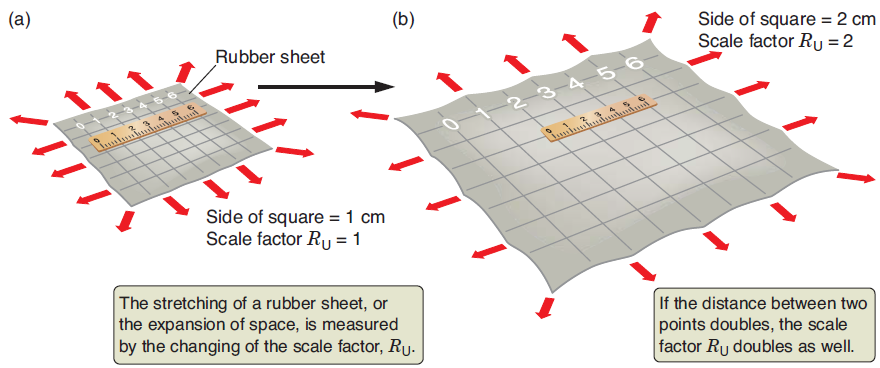 (a)
Rubber sheet
0 1 2 3 4 5 6
0 1 2 3 4 5 6
Side of square = 1 cm
Scale factor R_U = 1
The stretching of a rubber sheet, or
the expansion of space, is measured
by the changing of the scale factor, R_U.
(b)
Side of square = 2 cm
Scale factor R_U = 2
0 1 2 3 4 5 6
0 1 2 3 4 5 6
If the distance between two
points doubles, the scale
factor R_U doubles as well.